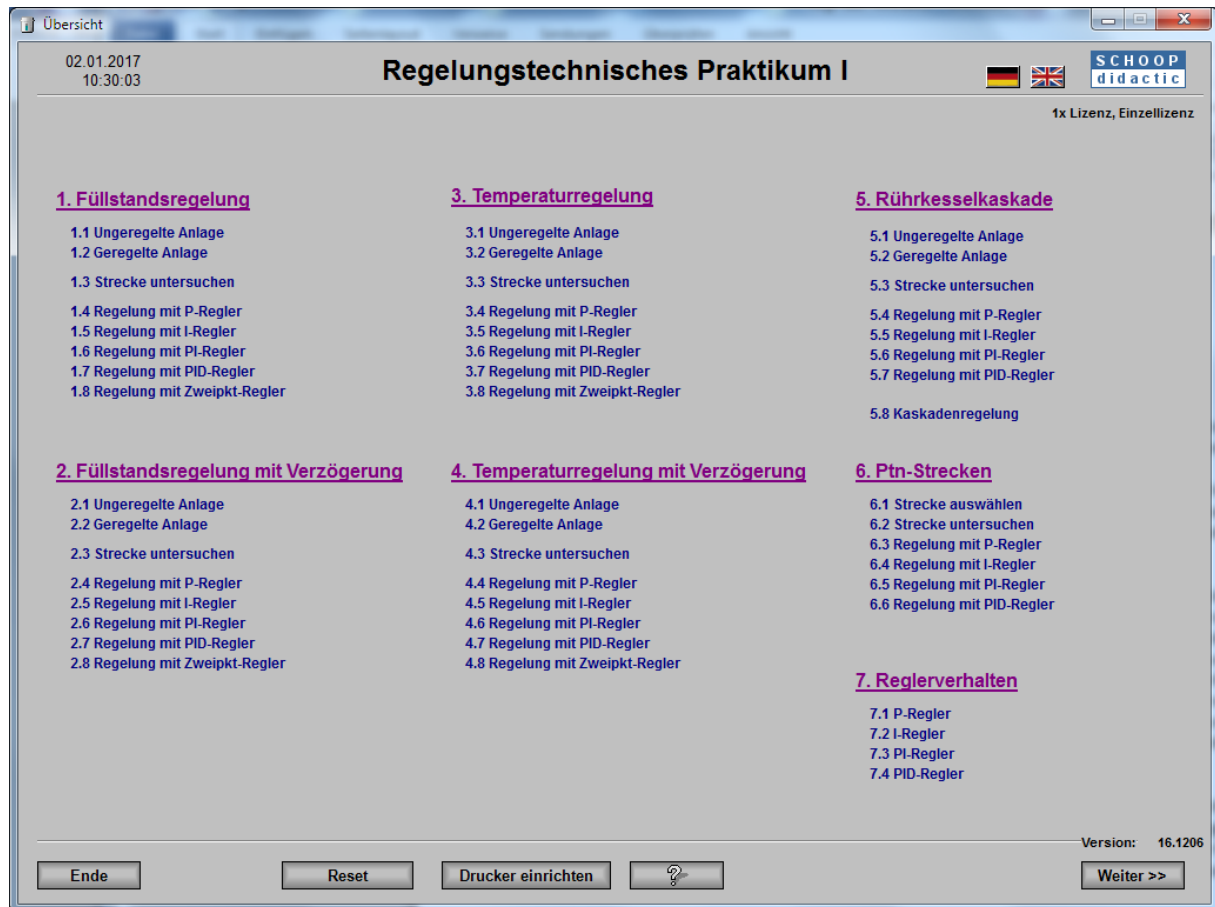 Übersicht
02.01.2017
10:30:03
Regelungstechnisches Praktikum I
SCHOOP
didactic
1x Lizenz, Einzellizenz
1. Füllstandsregelung
1.1 Ungeregelte Anlage
1.2 Geregelte Anlage
1.3 Strecke untersuchen
1.4 Regelung mit P-Regler
1.5 Regelung mit I-Regler
1.6 Regelung mit PI-Regler
1.7 Regelung mit PID-Regler
1.8 Regelung mit Zweipkt-Regler
2. Füllstandsregelung mit Verzögerung
2.1 Ungeregelte Anlage
2.2 Geregelte Anlage
2.3 Strecke untersuchen
2.4 Regelung mit P-Regler
2.5 Regelung mit I-Regler
2.6 Regelung mit PI-Regler
2.7 Regelung mit PID-Regler
2.8 Regelung mit Zweipkt-Regler
3. Temperaturregelung
3.1 Ungeregelte Anlage
3.2 Geregelte Anlage
3.3 Strecke untersuchen
3.4 Regelung mit P-Regler
3.5 Regelung mit I-Regler
3.6 Regelung mit PI-Regler
3.7 Regelung mit PID-Regler
3.8 Regelung mit Zweipkt-Regler
4. Temperaturregelung mit Verzögerung
4.1 Ungeregelte Anlage
4.2 Geregelte Anlage
4.3 Strecke untersuchen
4.4 Regelung mit P-Regler
4.5 Regelung mit I-Regler
4.6 Regelung mit PI-Regler
4.7 Regelung mit PID-Regler
4.8 Regelung mit Zweipkt-Regler
5. Rührkesselkaskade
5.1 Ungeregelte Anlage
5.2 Geregelte Anlage
5.3 Strecke untersuchen
5.4 Regelung mit P-Regler
5.5 Regelung mit I-Regler
5.6 Regelung mit PI-Regler
5.7 Regelung mit PID-Regler
5.8 Kaskadenregelung
6. Ptn-Strecken
6.1 Strecke auswählen
6.2 Strecke untersuchen
6.3 Regelung mit P-Regler
6.4 Regelung mit I-Regler
6.5 Regelung mit PI-Regler
6.6 Regelung mit PID-Regler
7. Reglerverhalten
7.1 P-Regler
7.2 I-Regler
7.3 PI-Regler
7.4 PID-Regler
Version: 16.1206
Ende
Reset
Drucker einrichten
?
Weiter >>